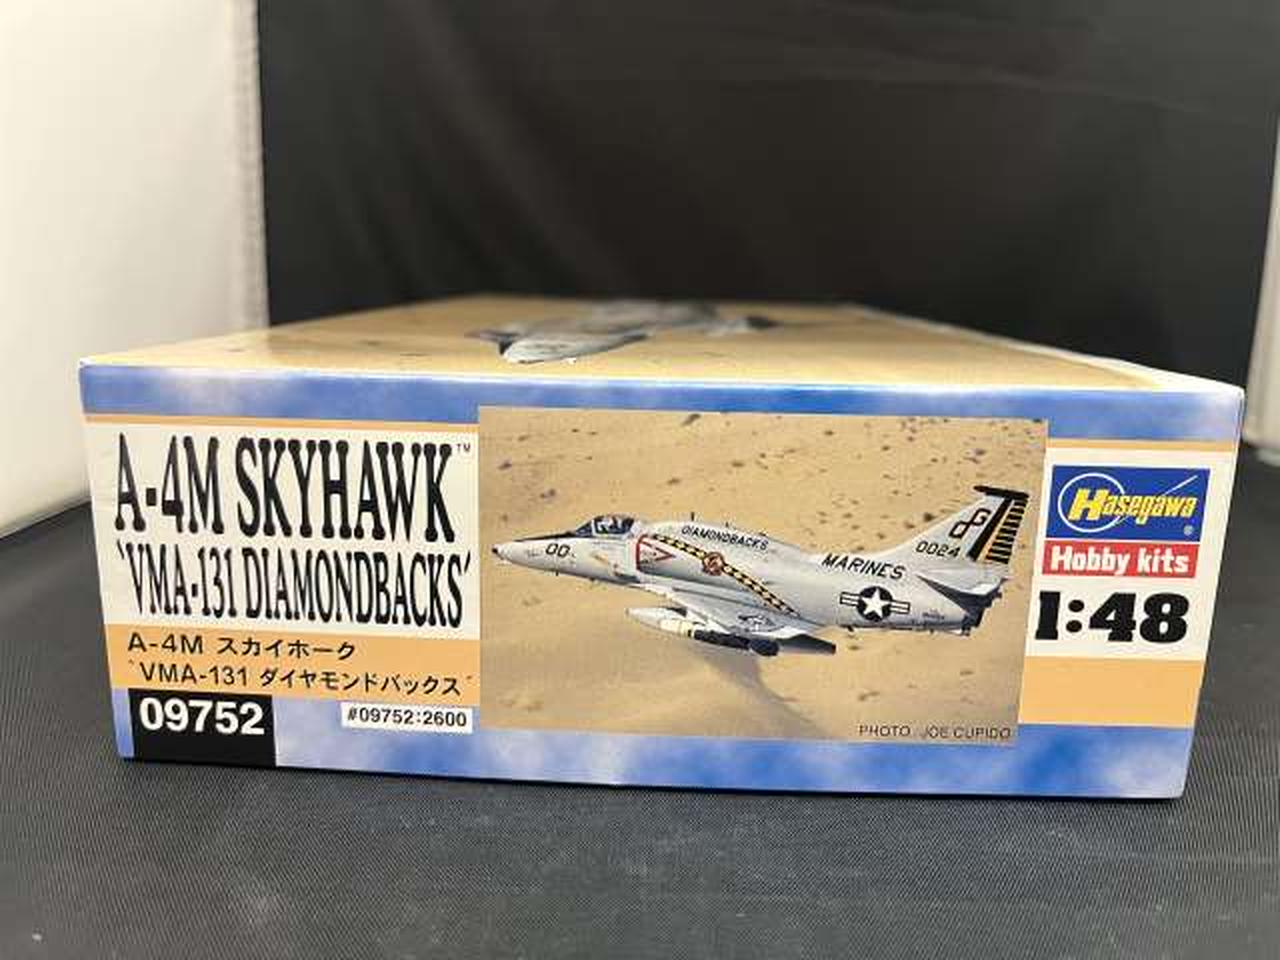 A-4M SKYHAWK™
'VMA-131 DIAMONDBACKS'
A-4M スカイホーク
'VMA-131 ダイヤモンドバックス'
09752
#09752:2600
DIAMONDBACKS
00
MARINES
0024
PHOTO: JOE CUPIDO
Hasegawa®
Hobby kits
1:48